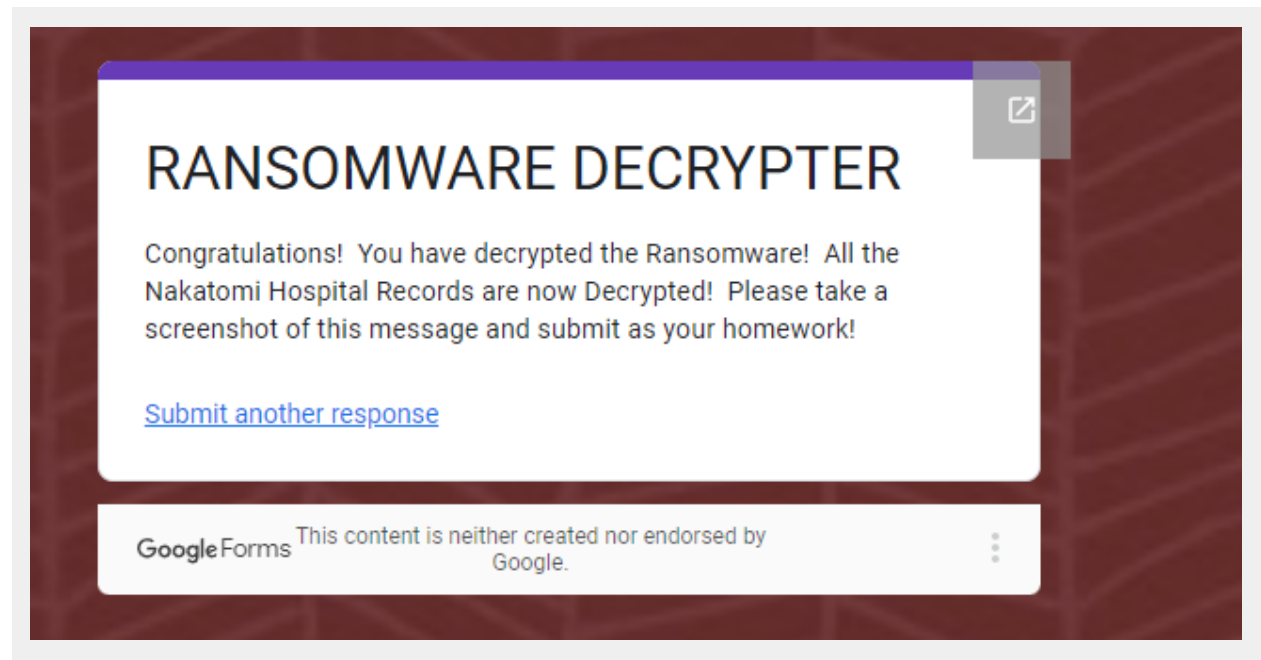 RANSOMWARE DECRYPTER
Congratulations!  You have decrypted the Ransomware!  All the
Nakatomi Hospital Records are now Decrypted!  Please take a
screenshot of this message and submit as your homework!
Submit another response
Google Forms This content is neither created nor endorsed by
Google.